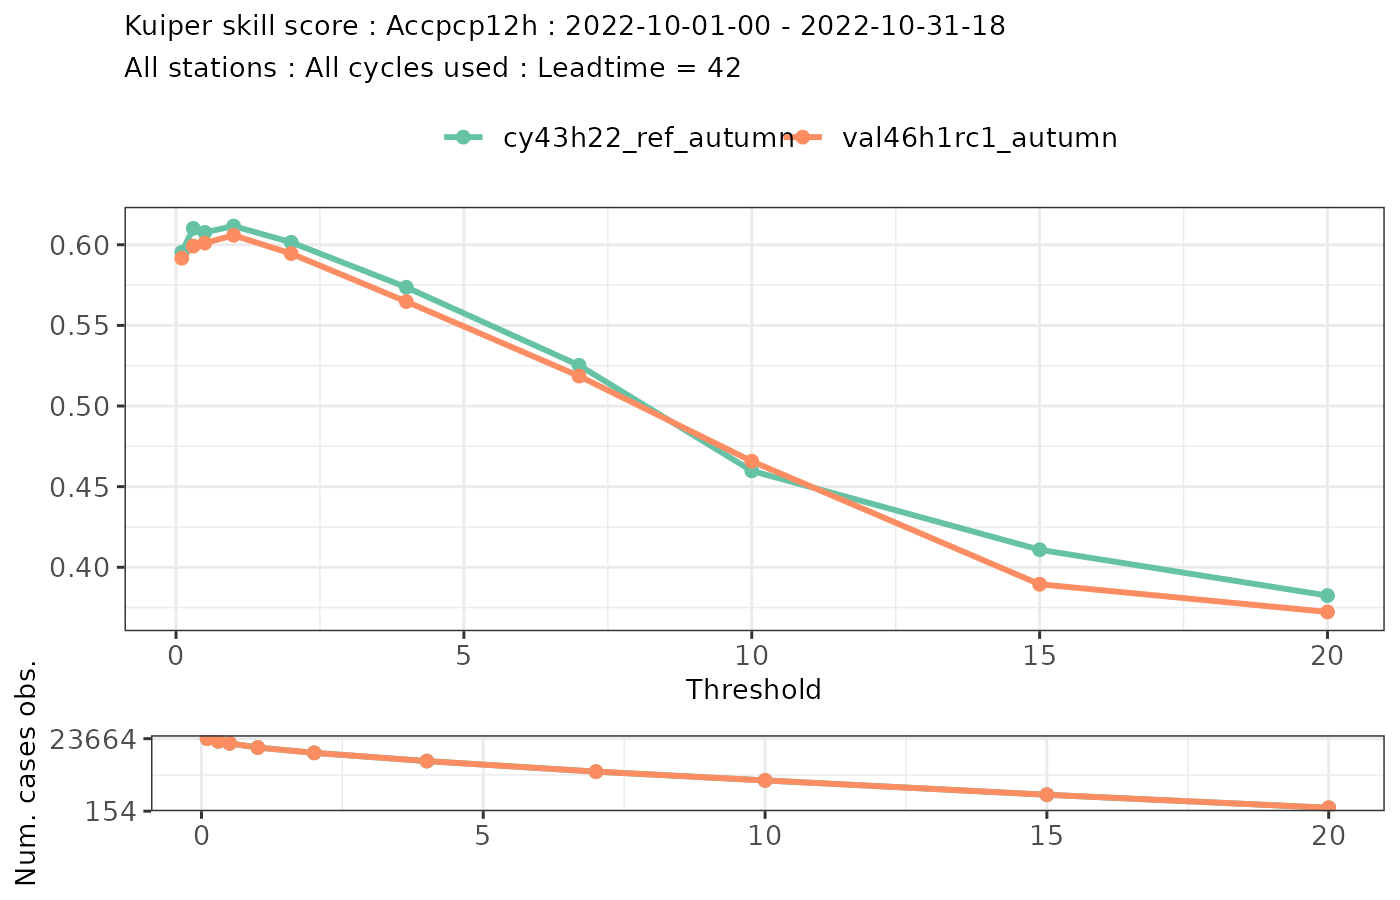 Kuiper skill score : Accpcp12h : 2022-10-01-00 - 2022-10-31-18
All stations : All cycles used : Leadtime = 42
cy43h22_ref_autumn val46h1rc1_autumn
0.60
0.55
0.50
0.45
0.40
0 5 10 15 20
Threshold
Num. cases obs.
23664
154
0 5 10 15 20